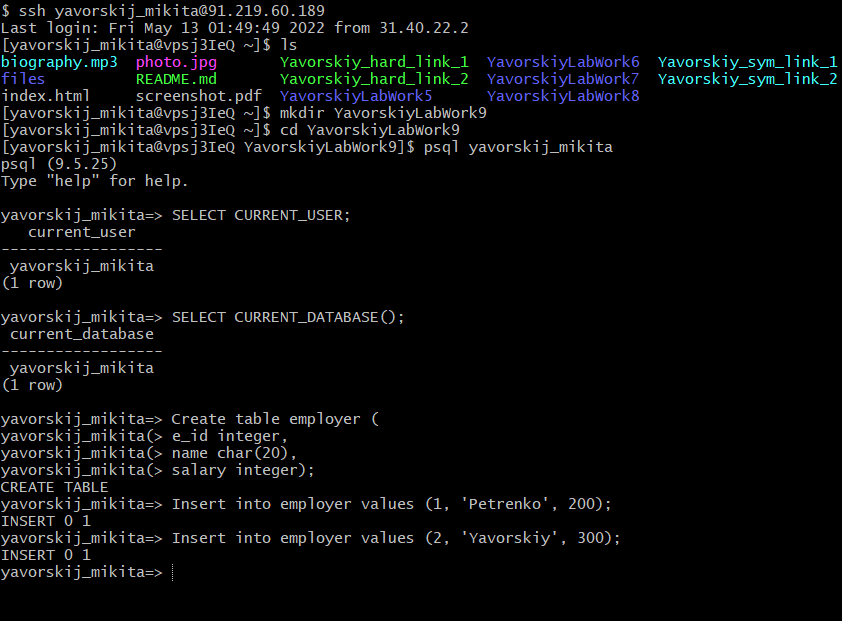 $ ssh yavorskij_mikita@91.219.60.189
Last login: Fri May 13 01:49:49 2022 from 31.40.22.2
[yavorskij_mikita@vpsj3IeQ ~]$ ls
biography.mp3  photo.jpg       Yavorskiy_hard_link_1  YavorskiyLabWork6  Yavorskiy_sym_link_1
files          README.md       Yavorskiy_hard_link_2  YavorskiyLabWork7  Yavorskiy_sym_link_2
index.html     screenshot.pdf  YavorskiyLabWork5      YavorskiyLabWork8
[yavorskij_mikita@vpsj3IeQ ~]$ mkdir YavorskiyLabWork9
[yavorskij_mikita@vpsj3IeQ ~]$ cd YavorskiyLabWork9
[yavorskij_mikita@vpsj3IeQ YavorskiyLabWork9]$ psql yavorskij_mikita
psql (9.5.25)
Type "help" for help.

yavorskij_mikita=> SELECT CURRENT_USER;
   current_user
------------------
 yavorskij_mikita
(1 row)

yavorskij_mikita=> SELECT CURRENT_DATABASE();
 current_database
------------------
 yavorskij_mikita
(1 row)

yavorskij_mikita=> Create table employer (
yavorskij_mikita(> e_id integer,
yavorskij_mikita(> name char(20),
yavorskij_mikita(> salary integer);
CREATE TABLE
yavorskij_mikita=> Insert into employer values (1, 'Petrenko', 200);
INSERT 0 1
yavorskij_mikita=> Insert into employer values (2, 'Yavorskiy', 300);
INSERT 0 1
yavorskij_mikita=>